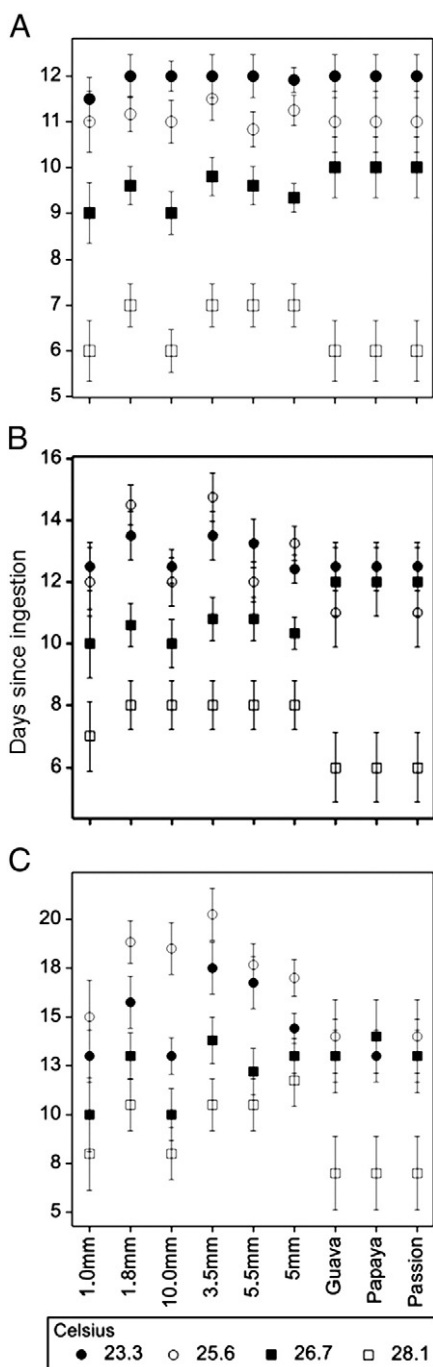 A
12
11
10
9
8
7
6
5
B
16
14
12
10
8
6
Days since ingestion
C
20
18
15
13
10
8
5
1.0mm
1.8mm
10.0mm
3.5mm
5.5mm
5mm
Guava
Papaya
Passion
Celsius
23.3 25.6 26.7 28.1